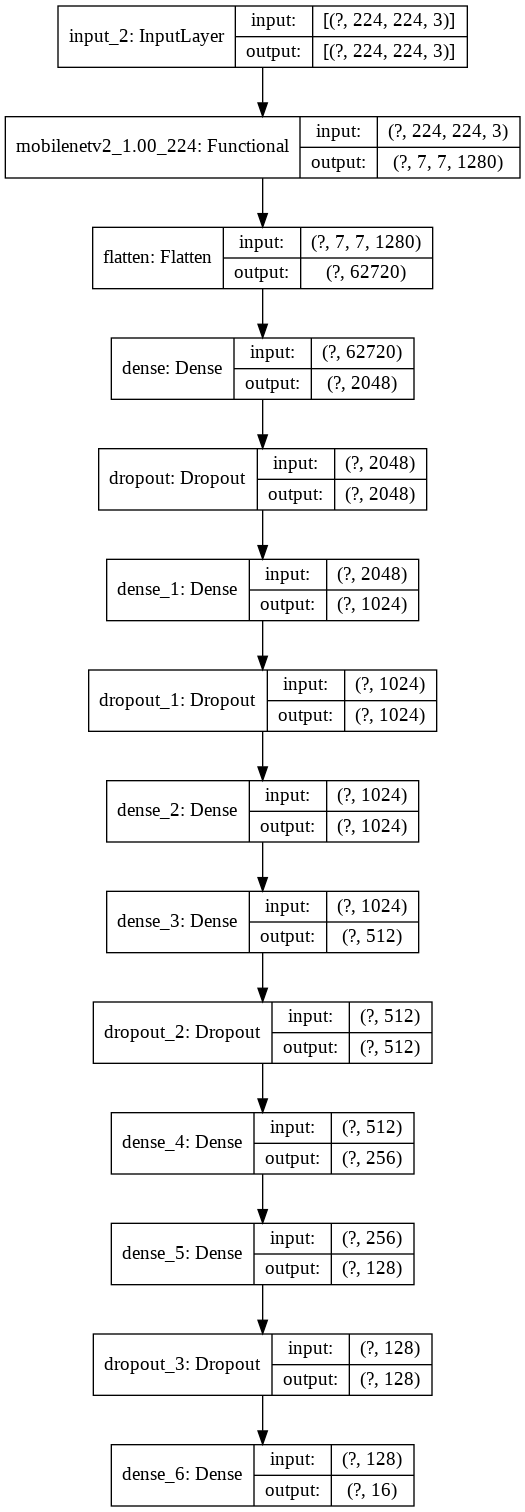 input_2: InputLayer
input: [(?, 224, 224, 3)]
output: [(?, 224, 224, 3)]
mobilenetv2_1.00_224: Functional
input: (?, 224, 224, 3)
output: (?, 7, 7, 1280)
flatten: Flatten
input: (?, 7, 7, 1280)
output: (?, 62720)
dense: Dense
input: (?, 62720)
output: (?, 2048)
dropout: Dropout
input: (?, 2048)
output: (?, 2048)
dense_1: Dense
input: (?, 2048)
output: (?, 1024)
dropout_1: Dropout
input: (?, 1024)
output: (?, 1024)
dense_2: Dense
input: (?, 1024)
output: (?, 1024)
dense_3: Dense
input: (?, 1024)
output: (?, 512)
dropout_2: Dropout
input: (?, 512)
output: (?, 512)
dense_4: Dense
input: (?, 512)
output: (?, 256)
dense_5: Dense
input: (?, 256)
output: (?, 128)
dropout_3: Dropout
input: (?, 128)
output: (?, 128)
dense_6: Dense
input: (?, 128)
output: (?, 16)